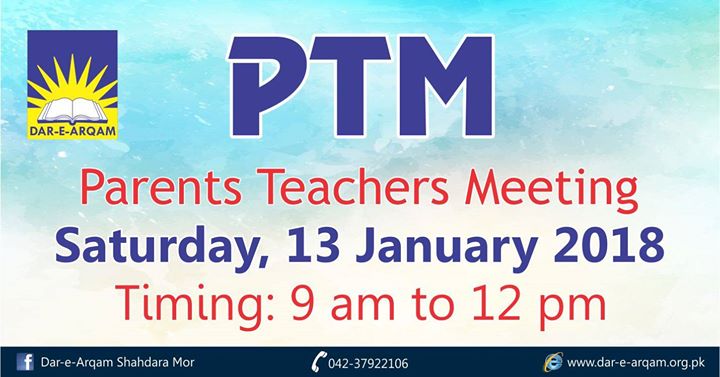 PTM
DAR-E-ARQAM
Parents Teachers Meeting
Saturday, 13 January 2018
Timing: 9 am to 12 pm
f Dar-e-Arqam Shahdara Mor
042-37922106
www.dar-e-arqam.org.pk